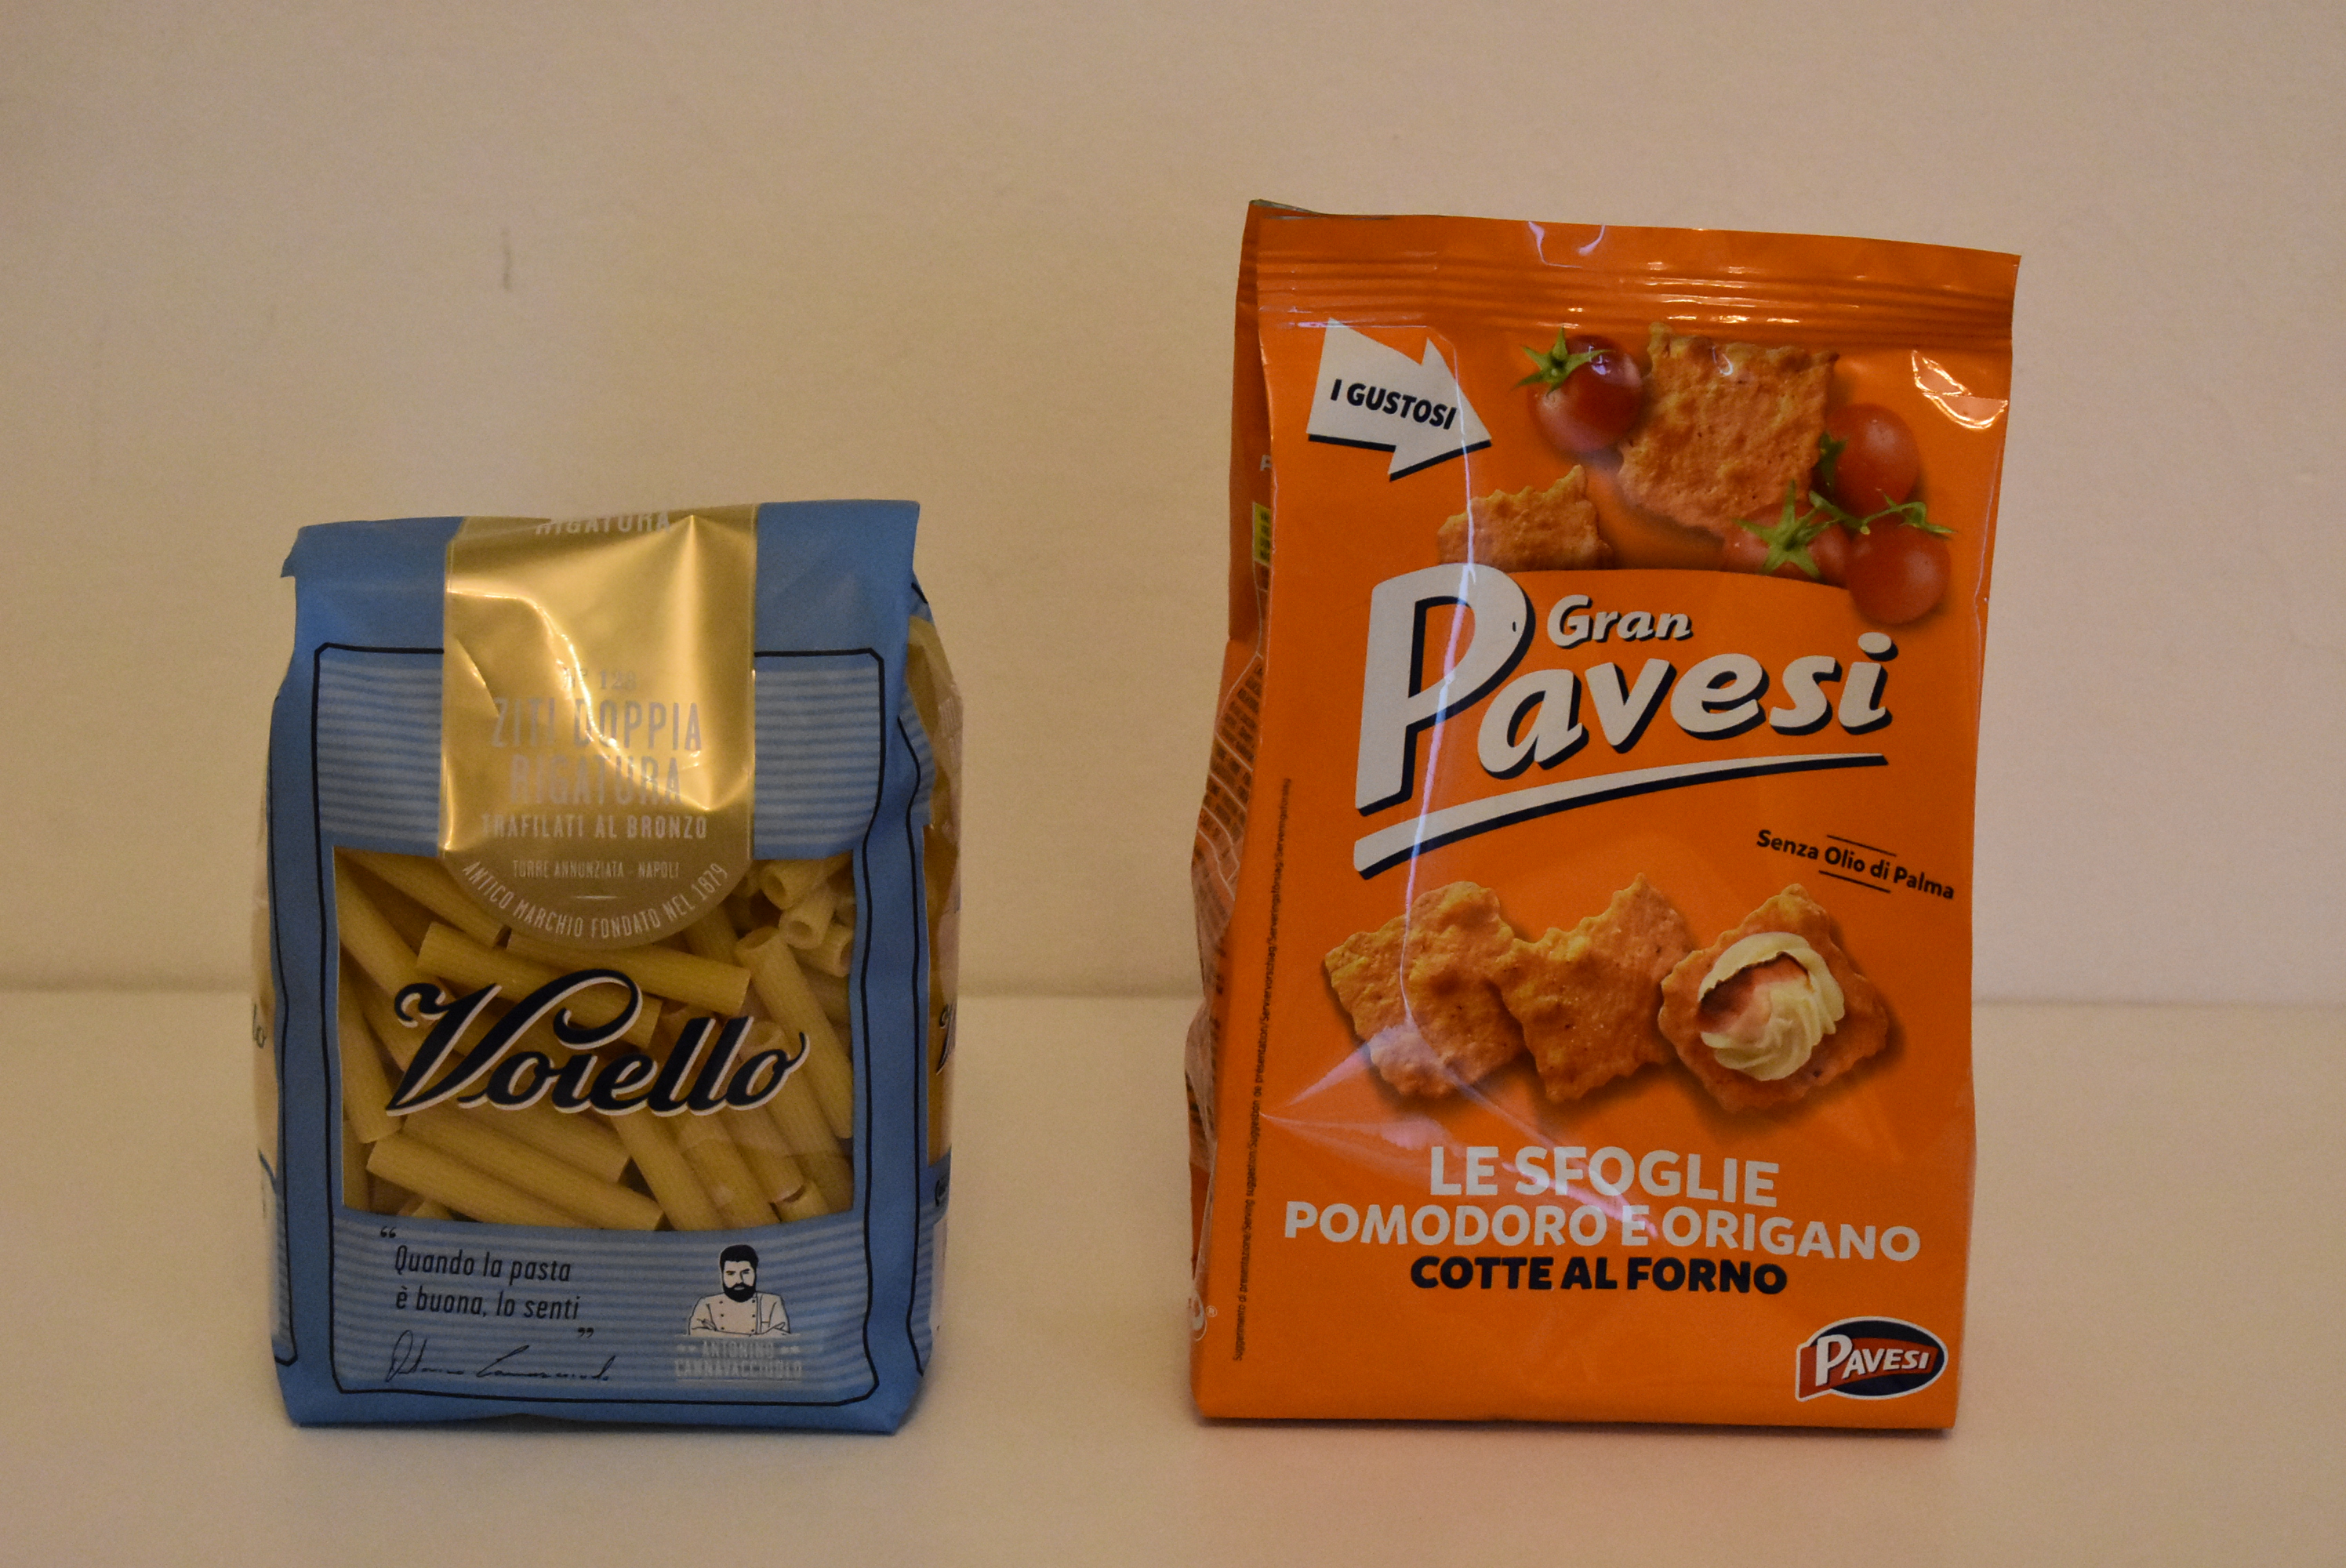 RIGATURA
N° 128
ZITI DOPPIA
RIGATURA
TRAFILATI AL BRONZO
TORRE ANNUNZIATA - NAPOLI
ANTICO MARCHIO FONDATO NEL 1879
Voiello
“Quando la pasta
è buona, lo senti”
ANTONINO
CANNAVACCIUOLO
I GUSTOSI
Gran
Pavesi
Senza Olio di Palma
LE SFOGLIE
POMODORO E ORIGANO
COTTE AL FORNO
PAVESI